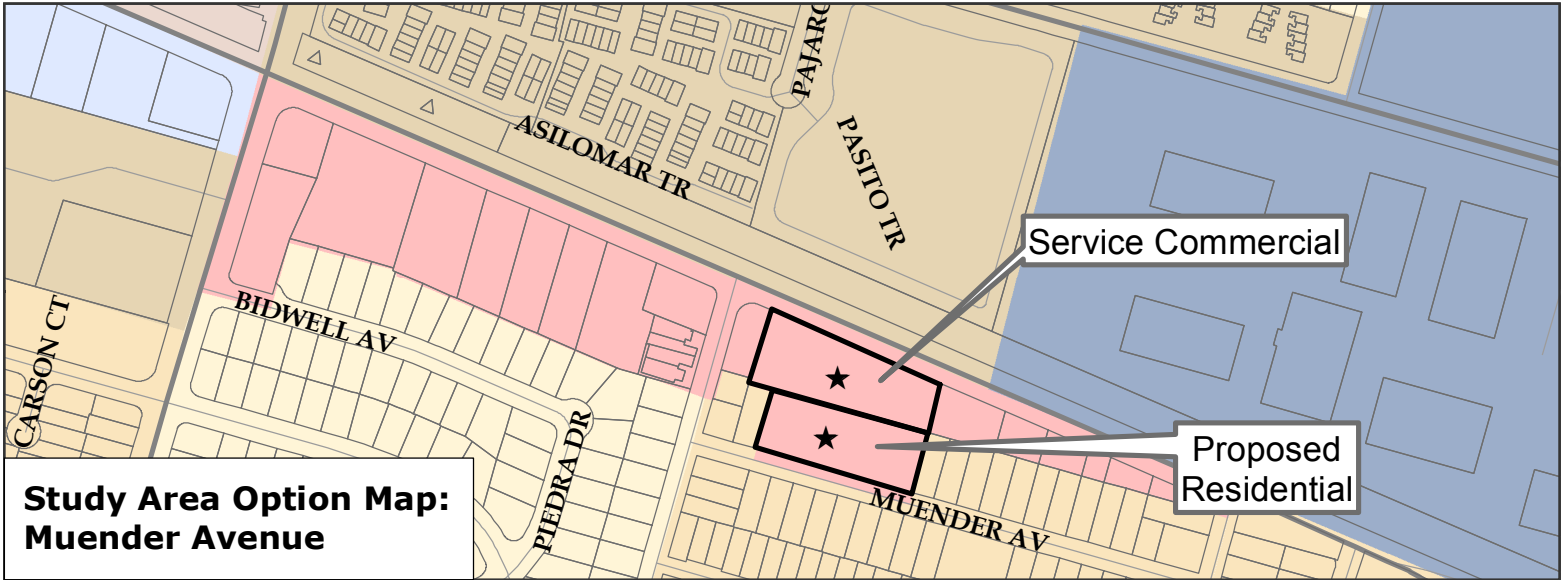 PAJARO
ASILOMAR TR
PASITO TR
Service Commercial
BIDWELL AV
CARSON CT
PIEDRA DR
Proposed
Residential
MUENDER AV
Study Area Option Map:
Muender Avenue